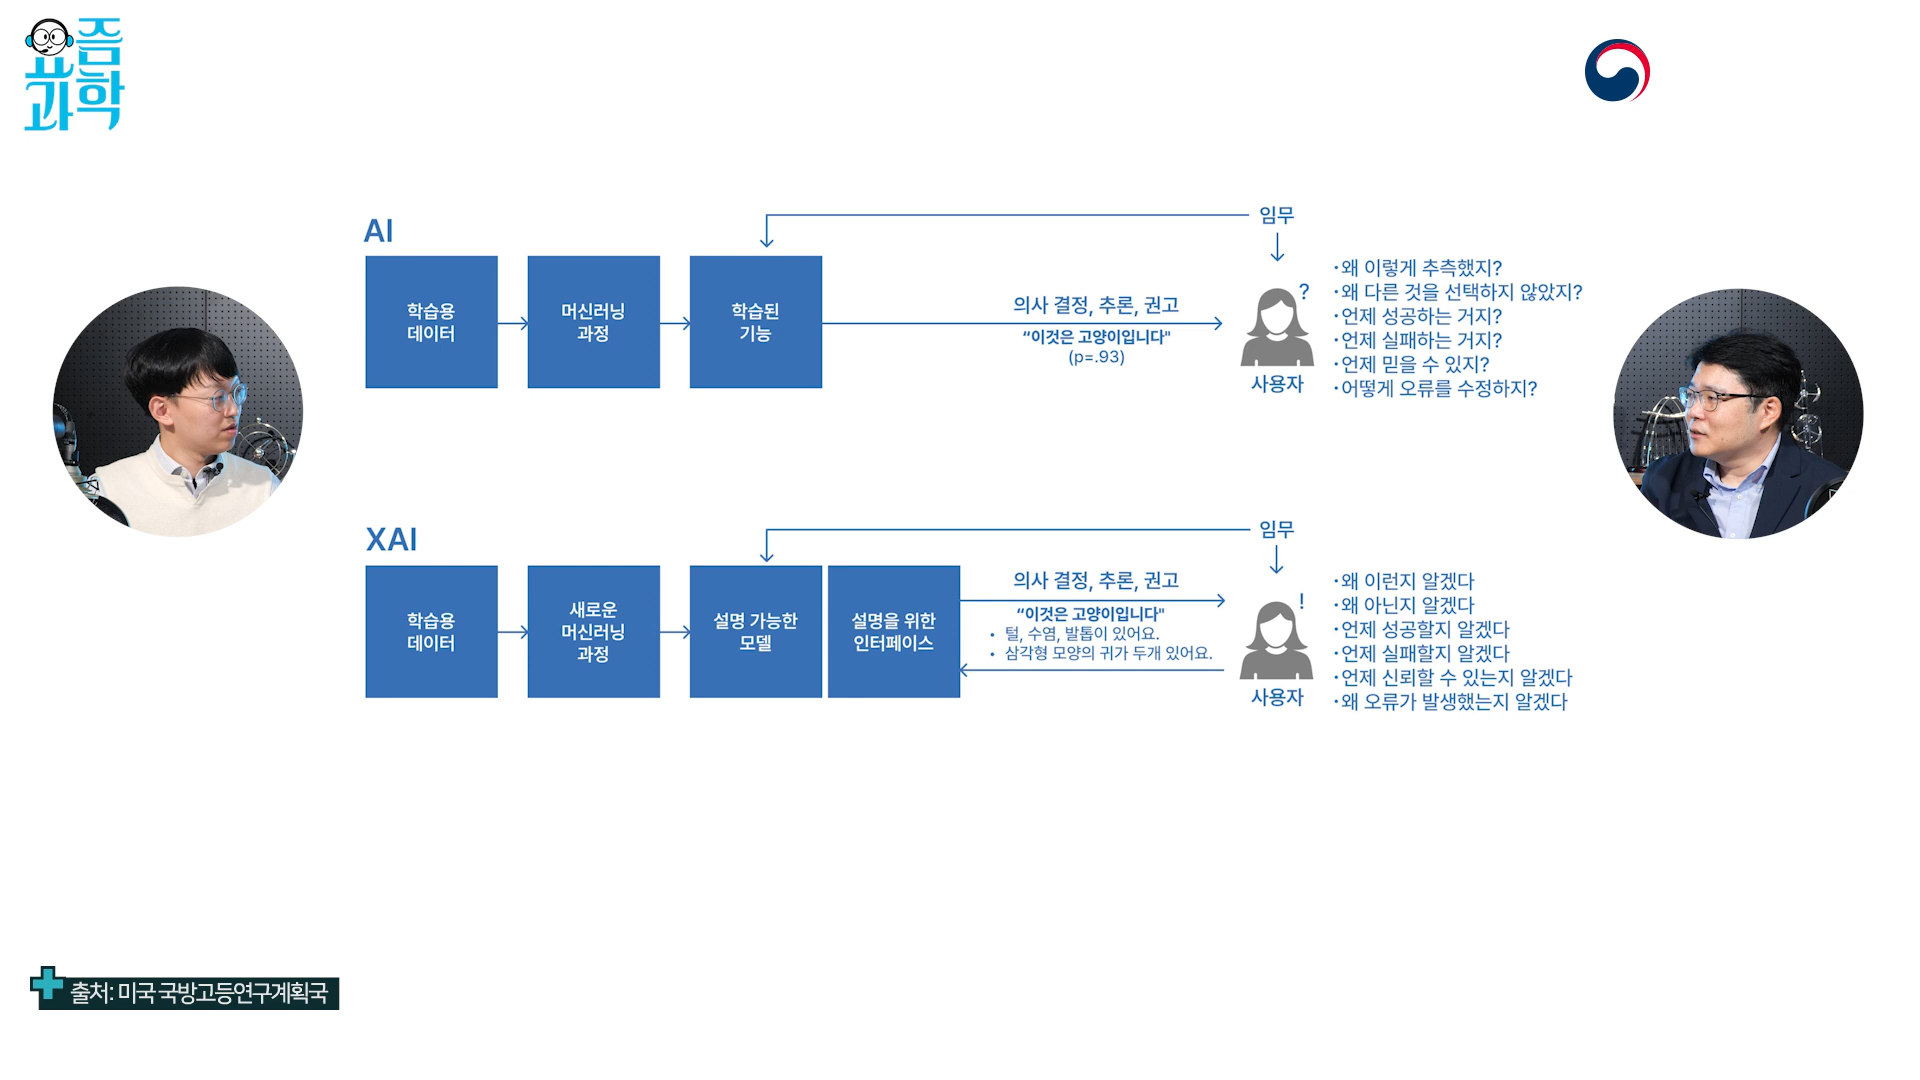 요즘
과학
AI
임무
학습용
데이터
머신러닝
과정
학습된
기능
의사 결정, 추론, 권고
“이것은 고양이입니다"
(p=.93)
?
사용자
·왜 이렇게 추측했지?
·왜 다른 것을 선택하지 않았지?
·언제 성공하는 거지?
·언제 실패하는 거지?
·언제 믿을 수 있지?
·어떻게 오류를 수정하지?
XAI
임무
학습용
데이터
새로운
머신러닝
과정
설명 가능한
모델
설명을 위한
인터페이스
의사 결정, 추론, 권고
“이것은 고양이입니다"
• 털, 수염, 발톱이 있어요.
• 삼각형 모양의 귀가 두개 있어요.
!
사용자
·왜 이런지 알겠다
·왜 아닌지 알겠다
·언제 성공할지 알겠다
·언제 실패할지 알겠다
·언제 신뢰할 수 있는지 알겠다
·왜 오류가 발생했는지 알겠다
출처: 미국 국방고등연구계획국